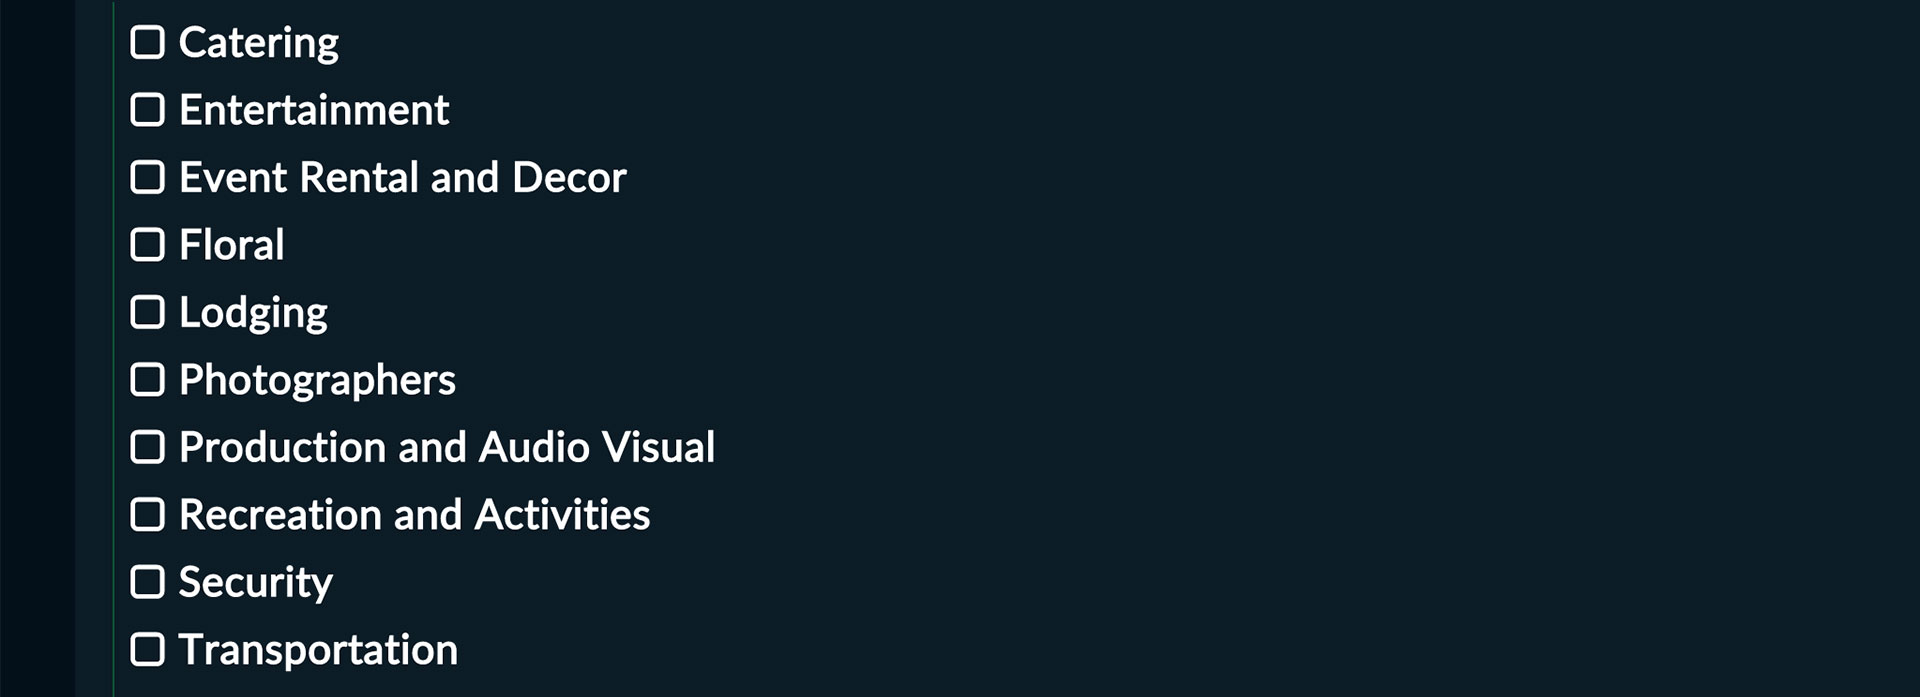 Catering
Entertainment
Event Rental and Decor
Floral
Lodging
Photographers
Production and Audio Visual
Recreation and Activities
Security
Transportation